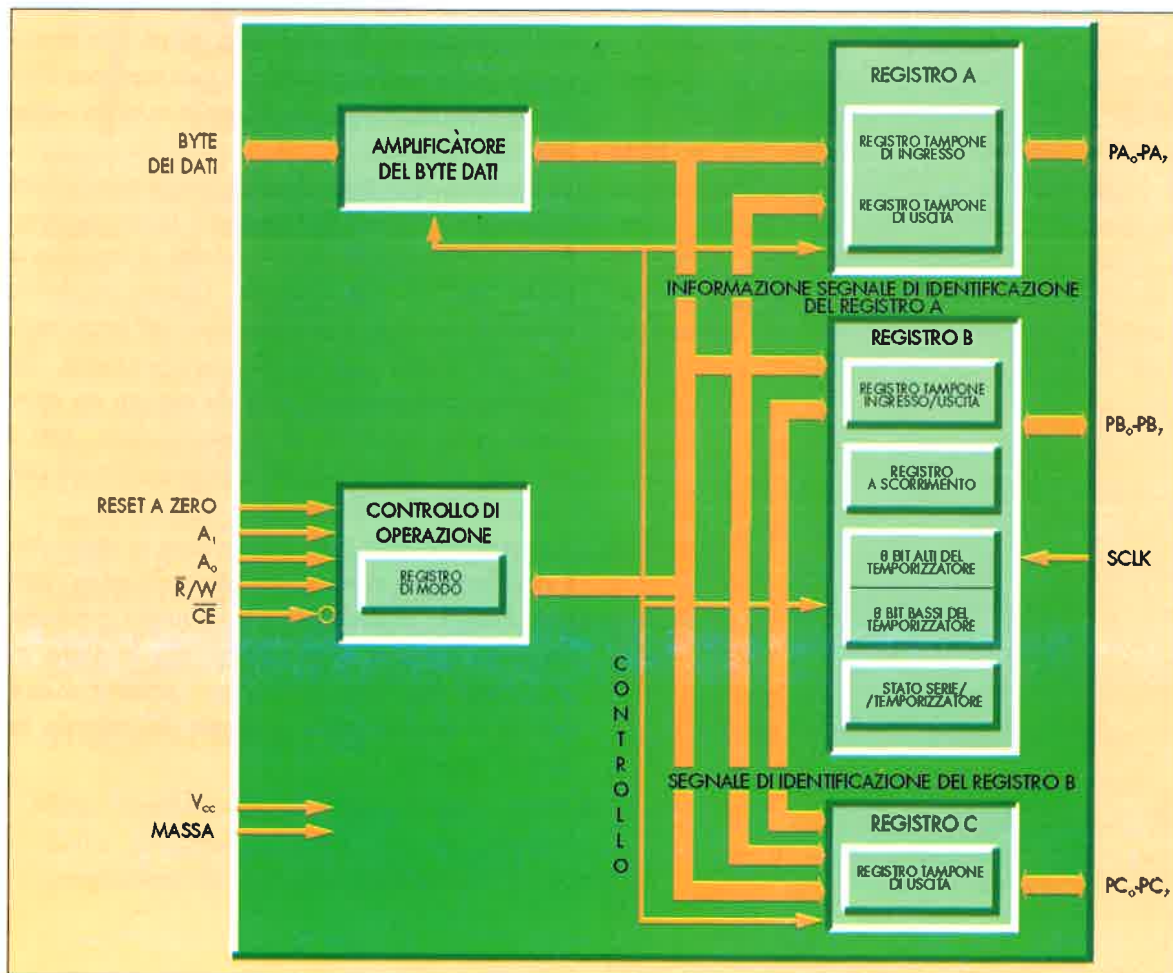 BYTE
DEI DATI
AMPLIFICÀTORE
DEL BYTE DATI
REGISTRO A
REGISTRO TAMPONE
DI INGRESSO
REGISTRO TAMPONE
DI USCITA
PA₀-PA₇
INFORMAZIONE SEGNALE DI IDENTIFICAZIONE
DEL REGISTRO A
REGISTRO B
REGISTRO TAMPONE
INGRESSO/USCITA
REGISTRO
A SCORRIMENTO
8 BIT ALTI DEL
TEMPORIZZATORE
8 BIT BASSI DEL
TEMPORIZZATORE
STATO SERIE/
/TEMPORIZZATORE
PB₀-PB₇
SCLK
RESET A ZERO
A₁
A₀
R̅/W
C̅E̅
CONTROLLO DI
OPERAZIONE
REGISTRO
DI MODO
CONTROLLO
V_cc
MASSA
SEGNALE DI IDENTIFICAZIONE DEL REGISTRO B
REGISTRO C
REGISTRO TAMPONE
DI USCITA
PC₀-PC₇